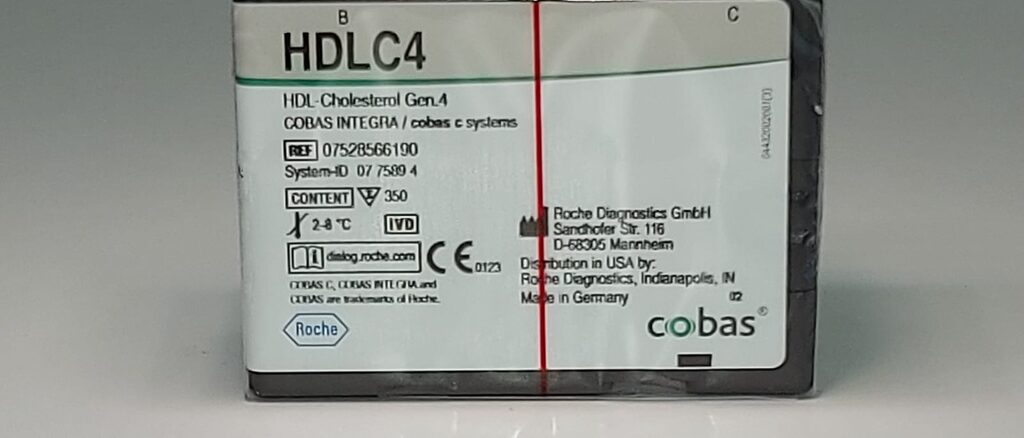 B
C
HDLC4
HDL-Cholesterol Gen.4
COBAS INTEGRA / cobas c systems
REF 07528566190
System-ID 07 7589 4
CONTENT 350
2-8 °C IVD
dialog.roche.com CE 0123
COBAS C, COBAS INTEGRA and
COBAS are trademarks of Roche.
Roche
Roche Diagnostics GmbH
Sandhofer Str. 116
D-68305 Mannheim
Distribution in USA by:
Roche Diagnostics, Indianapolis, IN
Made in Germany 02
cobas®